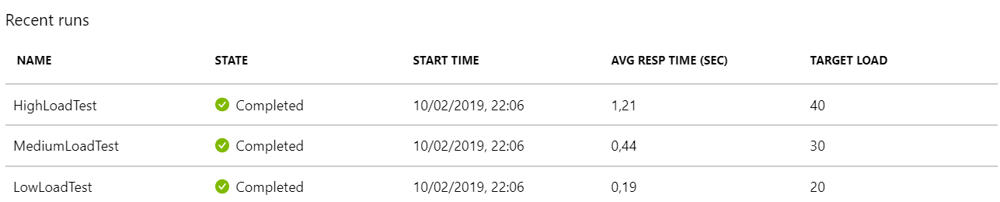 Recent runs
NAME STATE START TIME AVG RESP TIME (SEC) TARGET LOAD
HighLoadTest Completed 10/02/2019, 22:06 1,21 40
MediumLoadTest Completed 10/02/2019, 22:06 0,44 30
LowLoadTest Completed 10/02/2019, 22:06 0,19 20